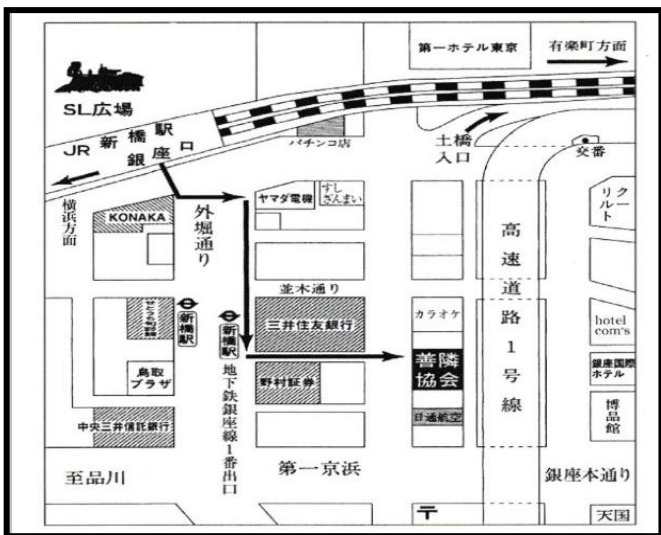 第一ホテル東京
有楽町方面
SL広場
JR 新橋駅
銀座口
パチンコ店
土橋
入口
交番
横浜方面
KONAKA
外堀通り
ヤマダ電機
すし
ざんまい
高速道路1号線
リクルート
並木通り
新橋駅
新橋駅
三井住友銀行
カラオケ
hotel
com's
鳥取
プラザ
地下鉄銀座線1番出口
野村証券
善隣
協会
銀座国際
ホテル
日通航空
博品館
中央三井信託銀行
至品川
第一京浜
銀座本通り
〒
天国